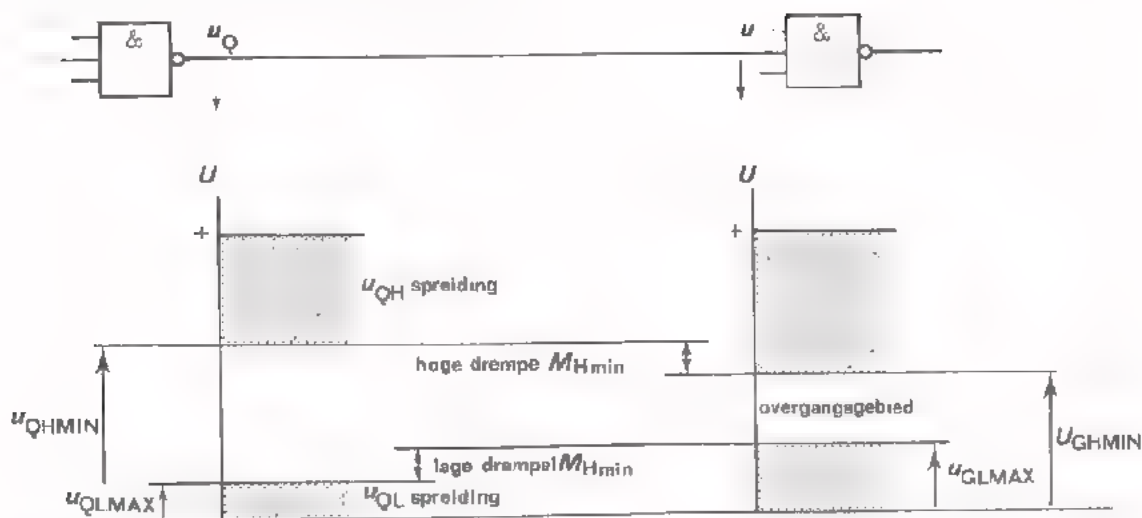 & u_Q u &
U U
+ +
u_QH spreiding
hoge drempe M_Hmin
u_QHMIN overgangsgebied U_GHMIN
lage drempel M_Hmin u_GLMAX
u_QLMAX u_QL spreiding